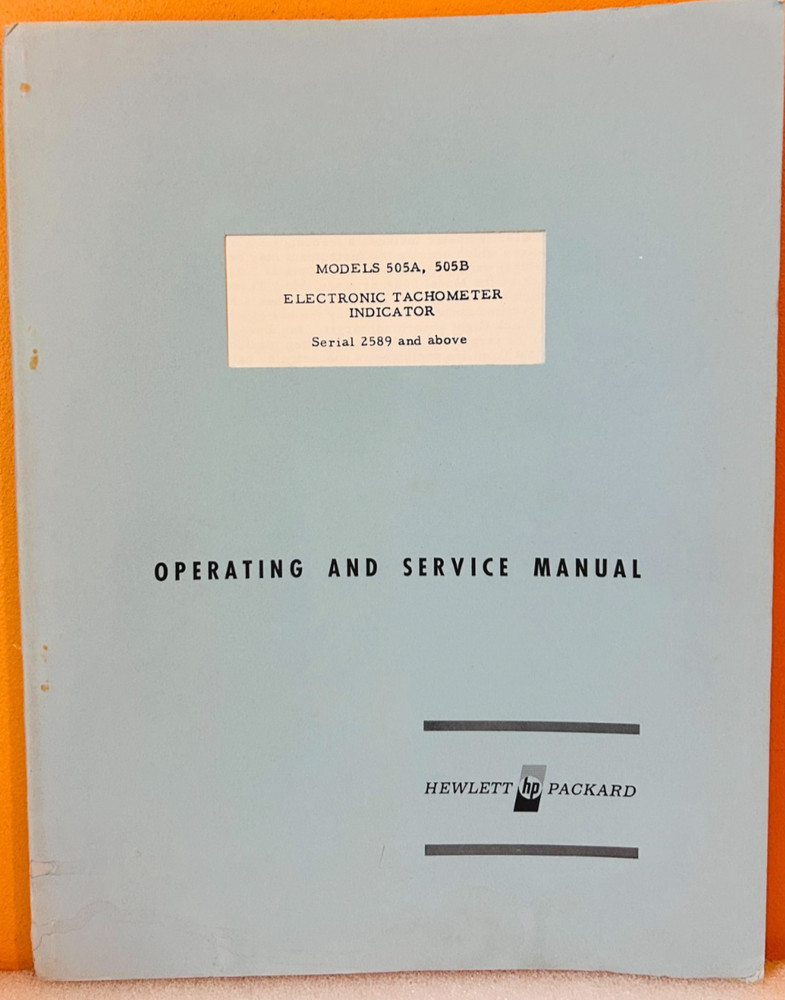 MODELS 505A, 505B
ELECTRONIC TACHOMETER
INDICATOR
Serial 2589 and above
OPERATING AND SERVICE MANUAL
HEWLETT hp PACKARD